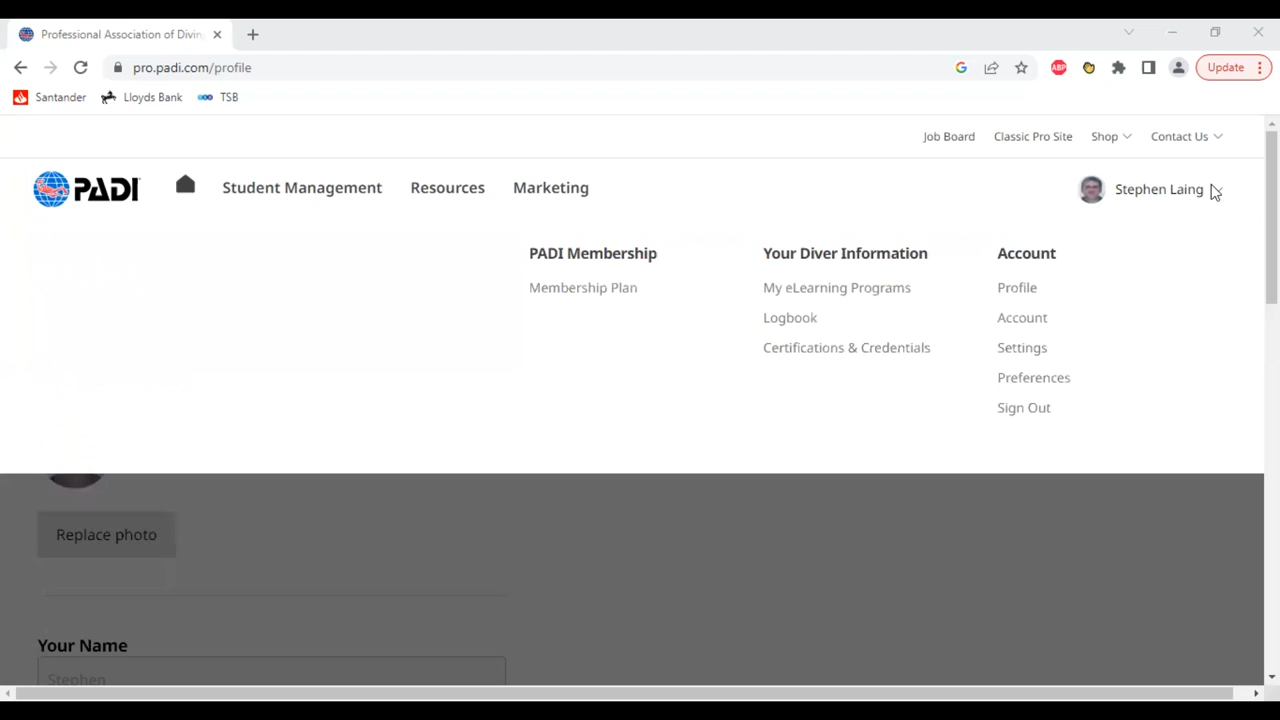 Professional Association of Divin
pro.padi.com/profile
ABP
Update
Santander
Lloyds Bank
TSB
Job Board
Classic Pro Site
Shop
Contact Us
PADI
Student Management
Resources
Marketing
Stephen Laing
PADI Membership
Membership Plan
Your Diver Information
My eLearning Programs
Logbook
Certifications & Credentials
Account
Profile
Account
Settings
Preferences
Sign Out
Replace photo
Your Name
Stephen